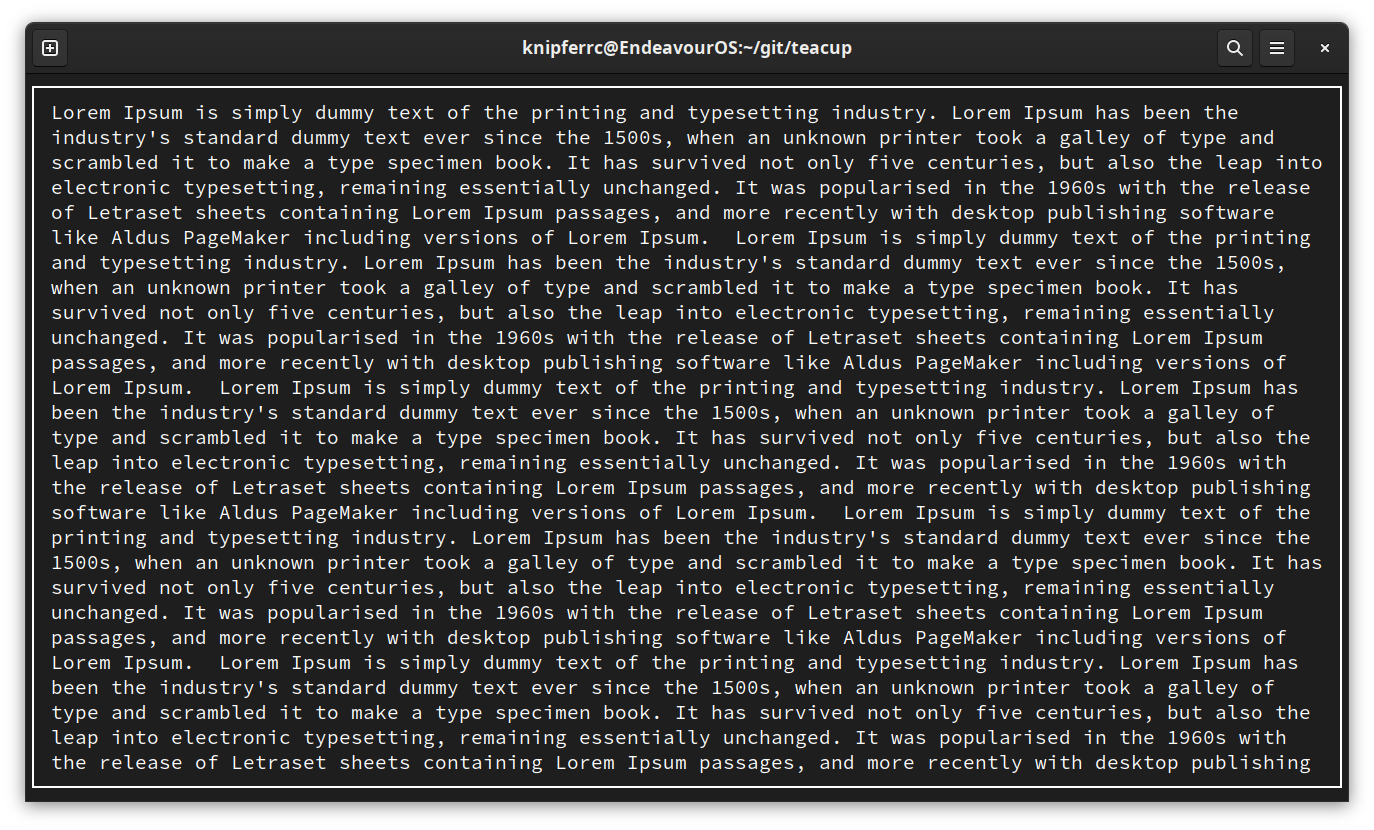 knipferrc@EndeavourOS:~/git/teacup
Lorem Ipsum is simply dummy text of the printing and typesetting industry. Lorem Ipsum has been the
industry's standard dummy text ever since the 1500s, when an unknown printer took a galley of type and
scrambled it to make a type specimen book. It has survived not only five centuries, but also the leap into
electronic typesetting, remaining essentially unchanged. It was popularised in the 1960s with the release
of Letraset sheets containing Lorem Ipsum passages, and more recently with desktop publishing software
like Aldus PageMaker including versions of Lorem Ipsum.  Lorem Ipsum is simply dummy text of the printing
and typesetting industry. Lorem Ipsum has been the industry's standard dummy text ever since the 1500s,
when an unknown printer took a galley of type and scrambled it to make a type specimen book. It has
survived not only five centuries, but also the leap into electronic typesetting, remaining essentially
unchanged. It was popularised in the 1960s with the release of Letraset sheets containing Lorem Ipsum
passages, and more recently with desktop publishing software like Aldus PageMaker including versions of
Lorem Ipsum.  Lorem Ipsum is simply dummy text of the printing and typesetting industry. Lorem Ipsum has
been the industry's standard dummy text ever since the 1500s, when an unknown printer took a galley of
type and scrambled it to make a type specimen book. It has survived not only five centuries, but also the
leap into electronic typesetting, remaining essentially unchanged. It was popularised in the 1960s with
the release of Letraset sheets containing Lorem Ipsum passages, and more recently with desktop publishing
software like Aldus PageMaker including versions of Lorem Ipsum.  Lorem Ipsum is simply dummy text of the
printing and typesetting industry. Lorem Ipsum has been the industry's standard dummy text ever since the
1500s, when an unknown printer took a galley of type and scrambled it to make a type specimen book. It has
survived not only five centuries, but also the leap into electronic typesetting, remaining essentially
unchanged. It was popularised in the 1960s with the release of Letraset sheets containing Lorem Ipsum
passages, and more recently with desktop publishing software like Aldus PageMaker including versions of
Lorem Ipsum.  Lorem Ipsum is simply dummy text of the printing and typesetting industry. Lorem Ipsum has
been the industry's standard dummy text ever since the 1500s, when an unknown printer took a galley of
type and scrambled it to make a type specimen book. It has survived not only five centuries, but also the
leap into electronic typesetting, remaining essentially unchanged. It was popularised in the 1960s with
the release of Letraset sheets containing Lorem Ipsum passages, and more recently with desktop publishing